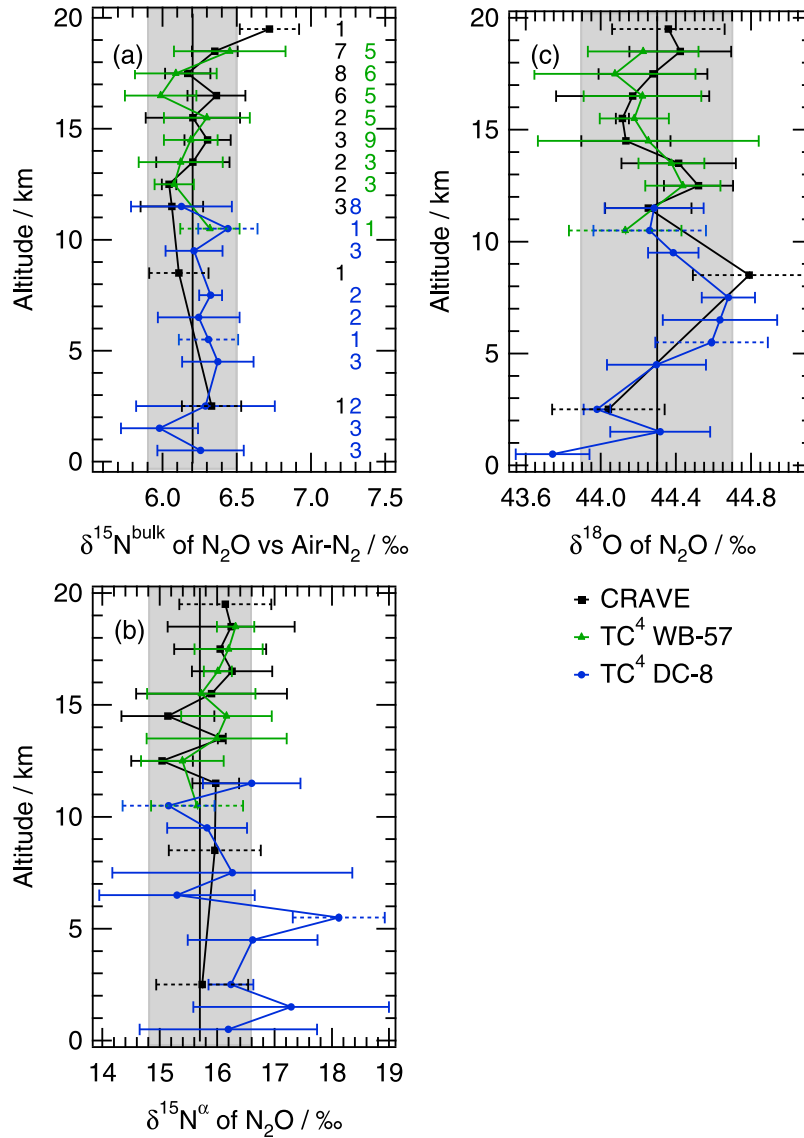 20
15
10
5
0
Altitude / km
(a)
1
7 5
8 6
6 5
2 5
3 9
2 3
2 3
3 8
1 1
3
1
2
2
1
3
1 2
3
3
6.0 6.5 7.0 7.5
δ¹⁵Nᵇᵘˡᵏ of N₂O vs Air-N₂ / ‰
20
15
10
5
0
Altitude / km
(c)
43.6 44.0 44.4 44.8
δ¹⁸O of N₂O / ‰
20
15
10
5
0
Altitude / km
(b)
14 15 16 17 18 19
δ¹⁵Nᵅ of N₂O / ‰
CRAVE
TC⁴ WB-57
TC⁴ DC-8